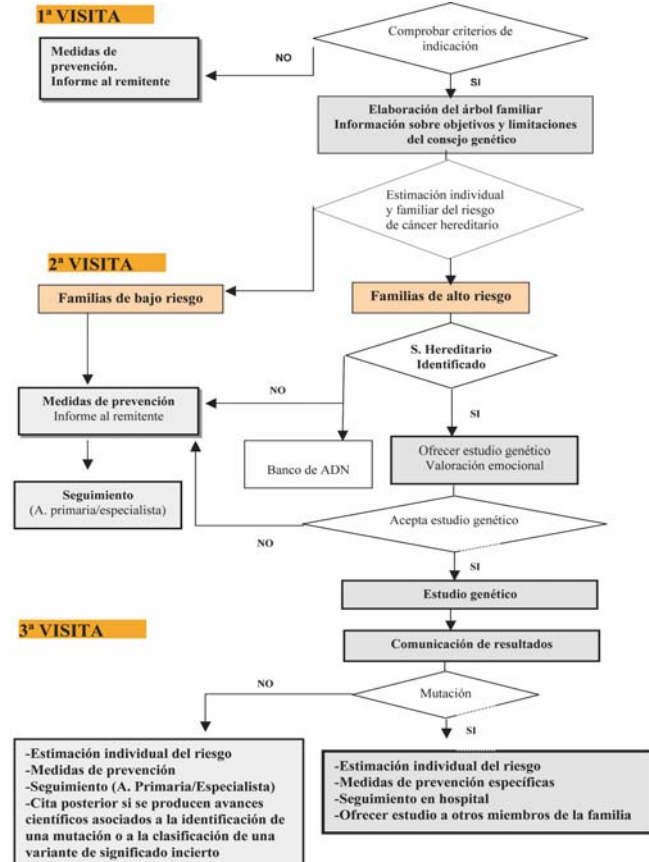 1ª VISITA
Comprobar criterios de
indicación
NO
Medidas de
prevención.
Informe al remitente
SI
Elaboración del árbol familiar
Información sobre objetivos y limitaciones
del consejo genético
Estimación individual
y familiar del riesgo
de cáncer hereditario
2ª VISITA
Familias de bajo riesgo
Familias de alto riesgo
S. Hereditario
Identificado
NO
Medidas de prevención
Informe al remitente
SI
Banco de ADN
Ofrecer estudio genético
Valoración emocional
Seguimiento
(A. primaria/especialista)
Acepta estudio genético
NO
SI
Estudio genético
3ª VISITA
Comunicación de resultados
NO
Mutación
SI
-Estimación individual del riesgo
-Medidas de prevención
-Seguimiento (A. Primaria/Especialista)
-Cita posterior si se producen avances
científicos asociados a la identificación de
una mutación o a la clasificación de una
variante de significado incierto
-Estimación individual del riesgo
-Medidas de prevención específicas
-Seguimiento en hospital
-Ofrecer estudio a otros miembros de la familia